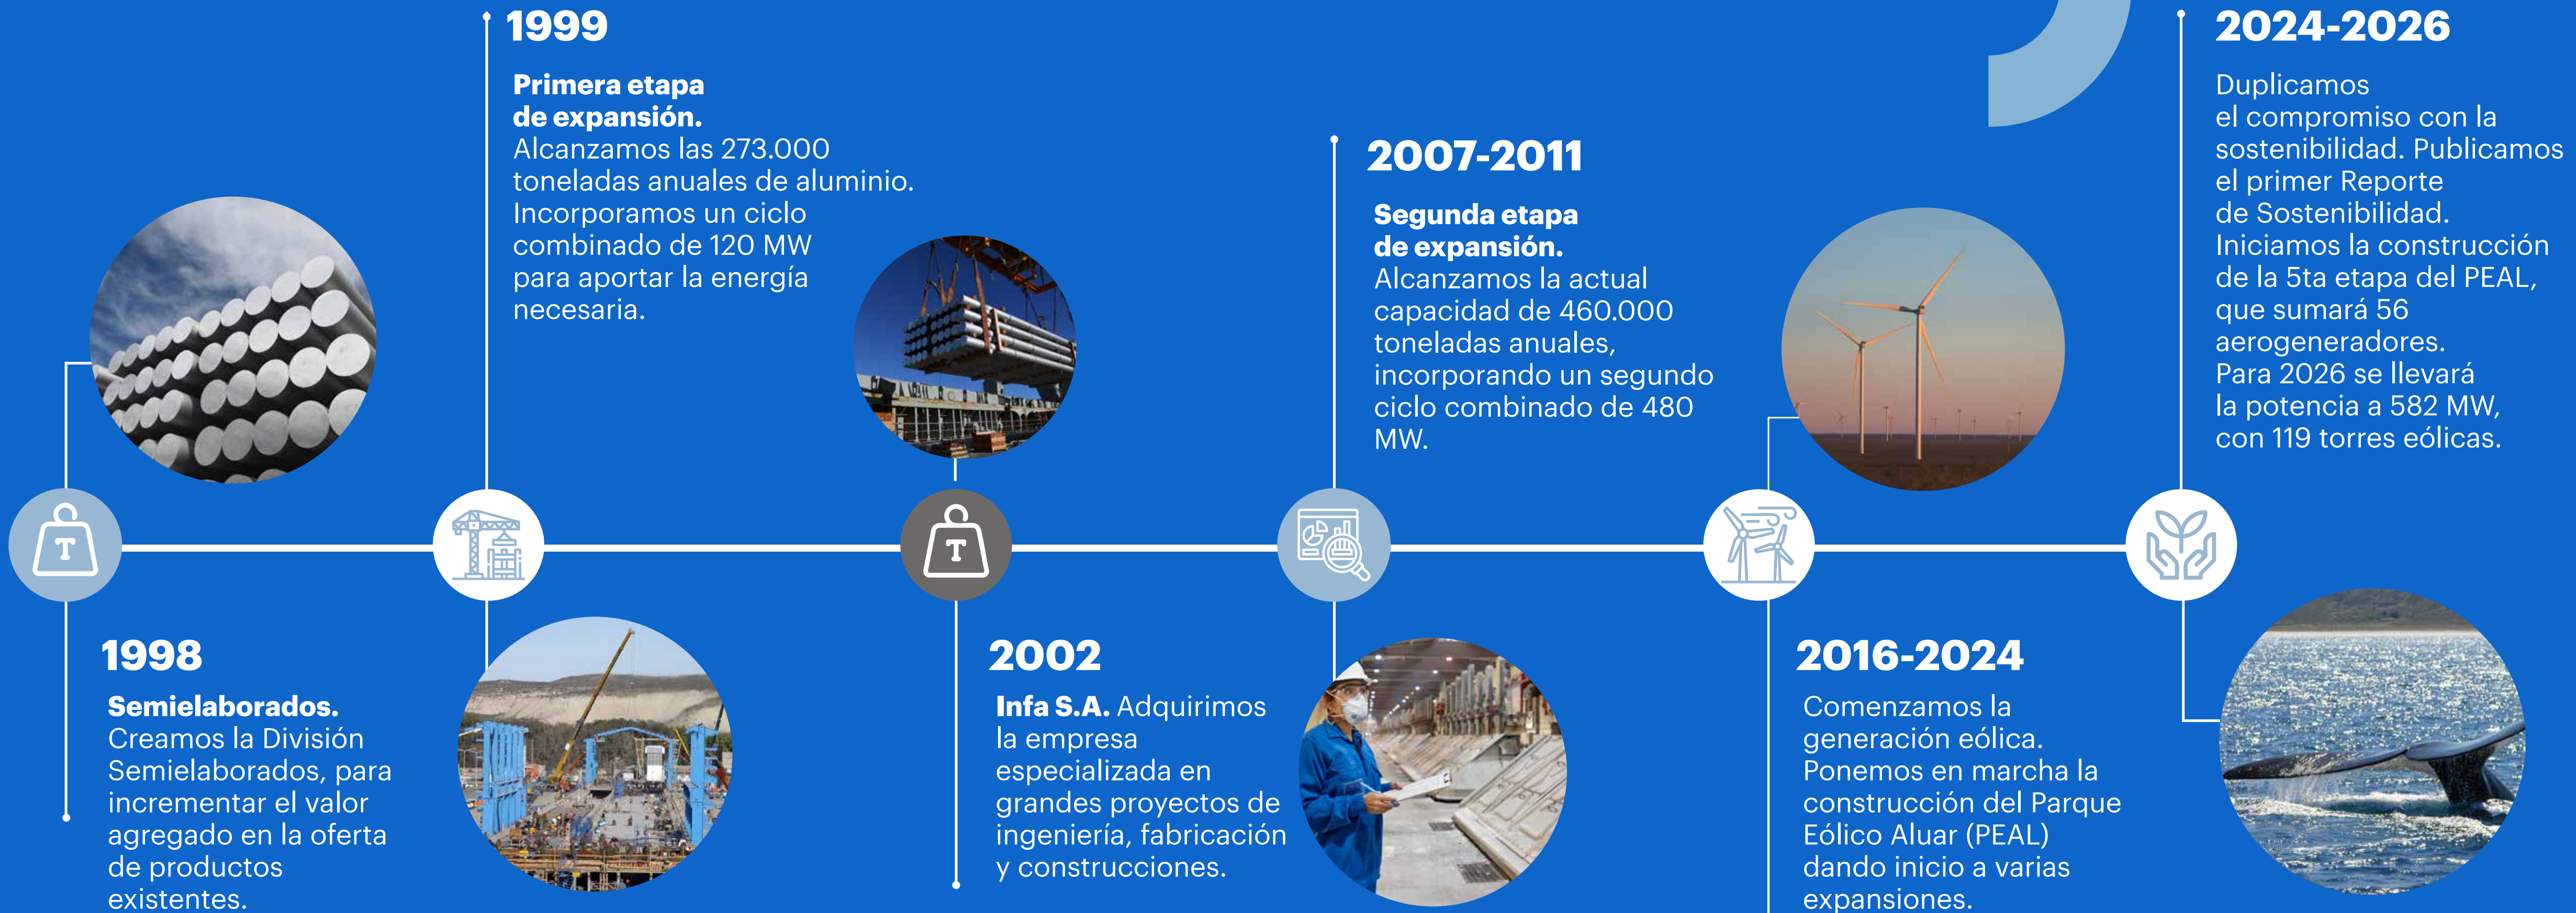 1998
Semielaborados.
Creamos la División
Semielaborados, para
incrementar el valor
agregado en la oferta
de productos
existentes.
1999
Primera etapa
de expansión.
Alcanzamos las 273.000
toneladas anuales de aluminio.
Incorporamos un ciclo
combinado de 120 MW
para aportar la energía
necesaria.
2002
Infa S.A. Adquirimos
la empresa
especializada en
grandes proyectos de
ingeniería, fabricación
y construcciones.
2007-2011
Segunda etapa
de expansión.
Alcanzamos la actual
capacidad de 460.000
toneladas anuales,
incorporando un segundo
ciclo combinado de 480
MW.
2016-2024
Comenzamos la
generación eólica.
Ponemos en marcha la
construcción del Parque
Eólico Aluar (PEAL)
dando inicio a varias
expansiones.
2024-2026
Duplicamos
el compromiso con la
sostenibilidad. Publicamos
el primer Reporte
de Sostenibilidad.
Iniciamos la construcción
de la 5ta etapa del PEAL,
que sumará 56
aerogeneradores.
Para 2026 se llevará
la potencia a 582 MW,
con 119 torres eólicas.
T
T